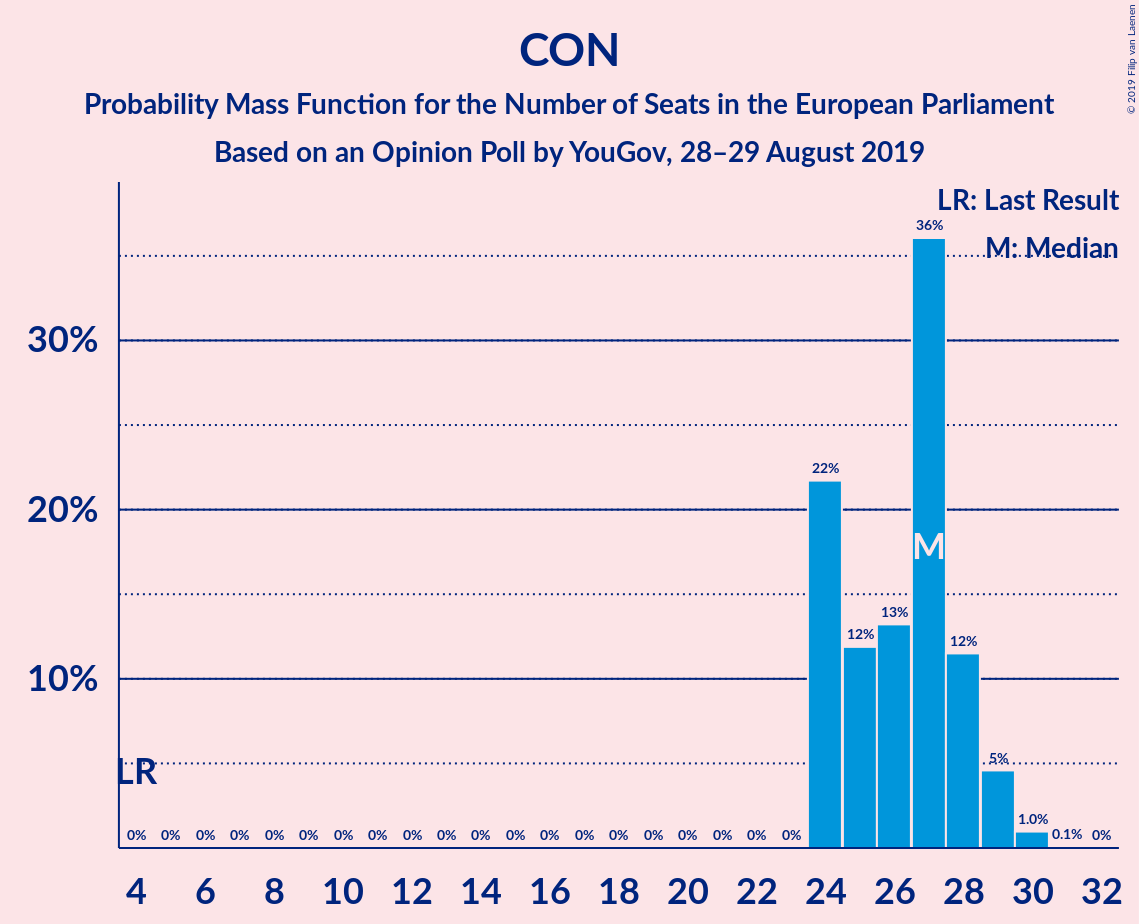 CON
Probability Mass Function for the Number of Seats in the European Parliament
Based on an Opinion Poll by YouGov, 28–29 August 2019
© 2019 Filip van Laenen
LR: Last Result
M: Median
36%
30%
22%
20%
M
13%
12%
12%
10%
LR
5%
0% 0% 0% 0% 0% 0% 0% 0% 0% 0% 0% 0% 0% 0% 0% 0% 0% 0% 0% 0% 1.0% 0.1% 0%
4 6 8 10 12 14 16 18 20 22 24 26 28 30 32